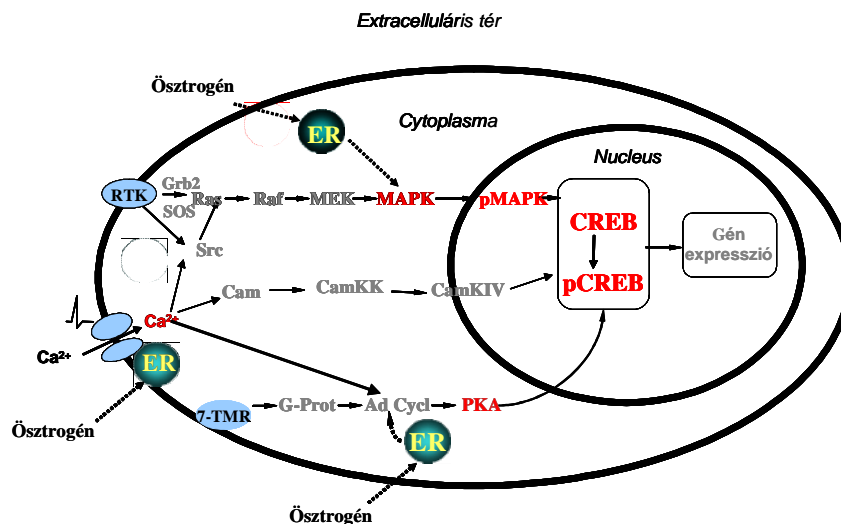 Extracelluláris tér
Ösztrogén
ER
Cytoplasma
Nucleus
RTK
Grb2
SOS
Ras
Raf
MEK
MAPK
pMAPK
CREB
pCREB
Gén
expresszió
Src
Cam
CamKK
CamKIV
Ca²⁺
Ca²⁺
ER
Ösztrogén
7-TMR
G-Prot
Ad Cycl
PKA
ER
Ösztrogén